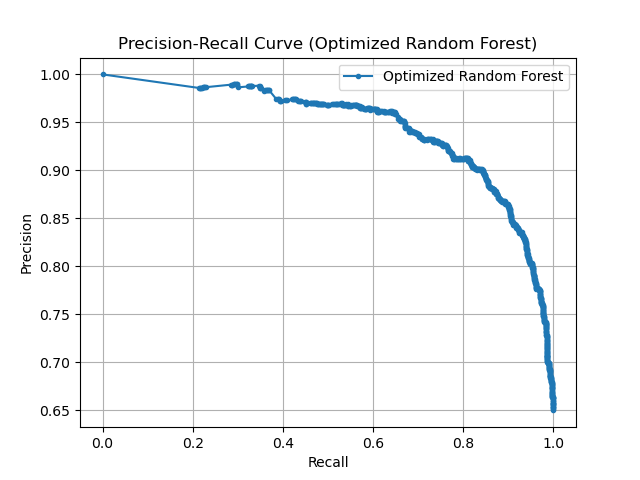 Precision-Recall Curve (Optimized Random Forest)
Optimized Random Forest
Precision
1.00
0.95
0.90
0.85
0.80
0.75
0.70
0.65
0.0 0.2 0.4 0.6 0.8 1.0
Recall